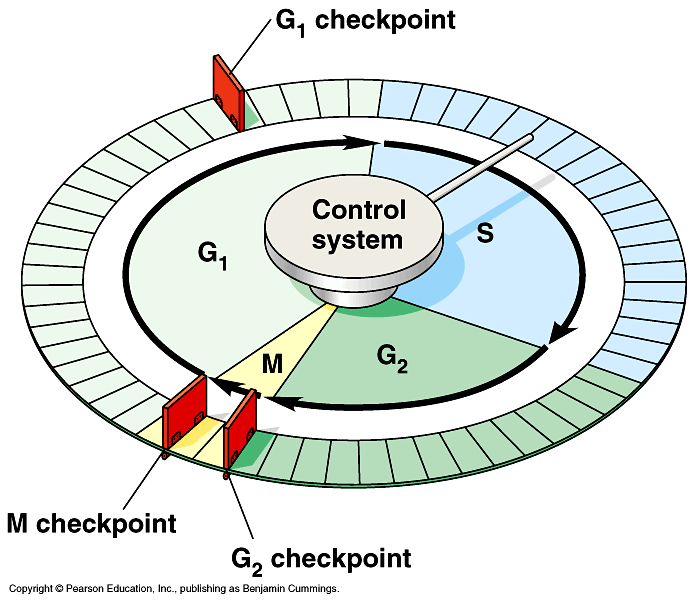 G₁ checkpoint
Control
system
S
G₁
M
G₂
M checkpoint
G₂ checkpoint
Copyright © Pearson Education, Inc., publishing as Benjamin Cummings.